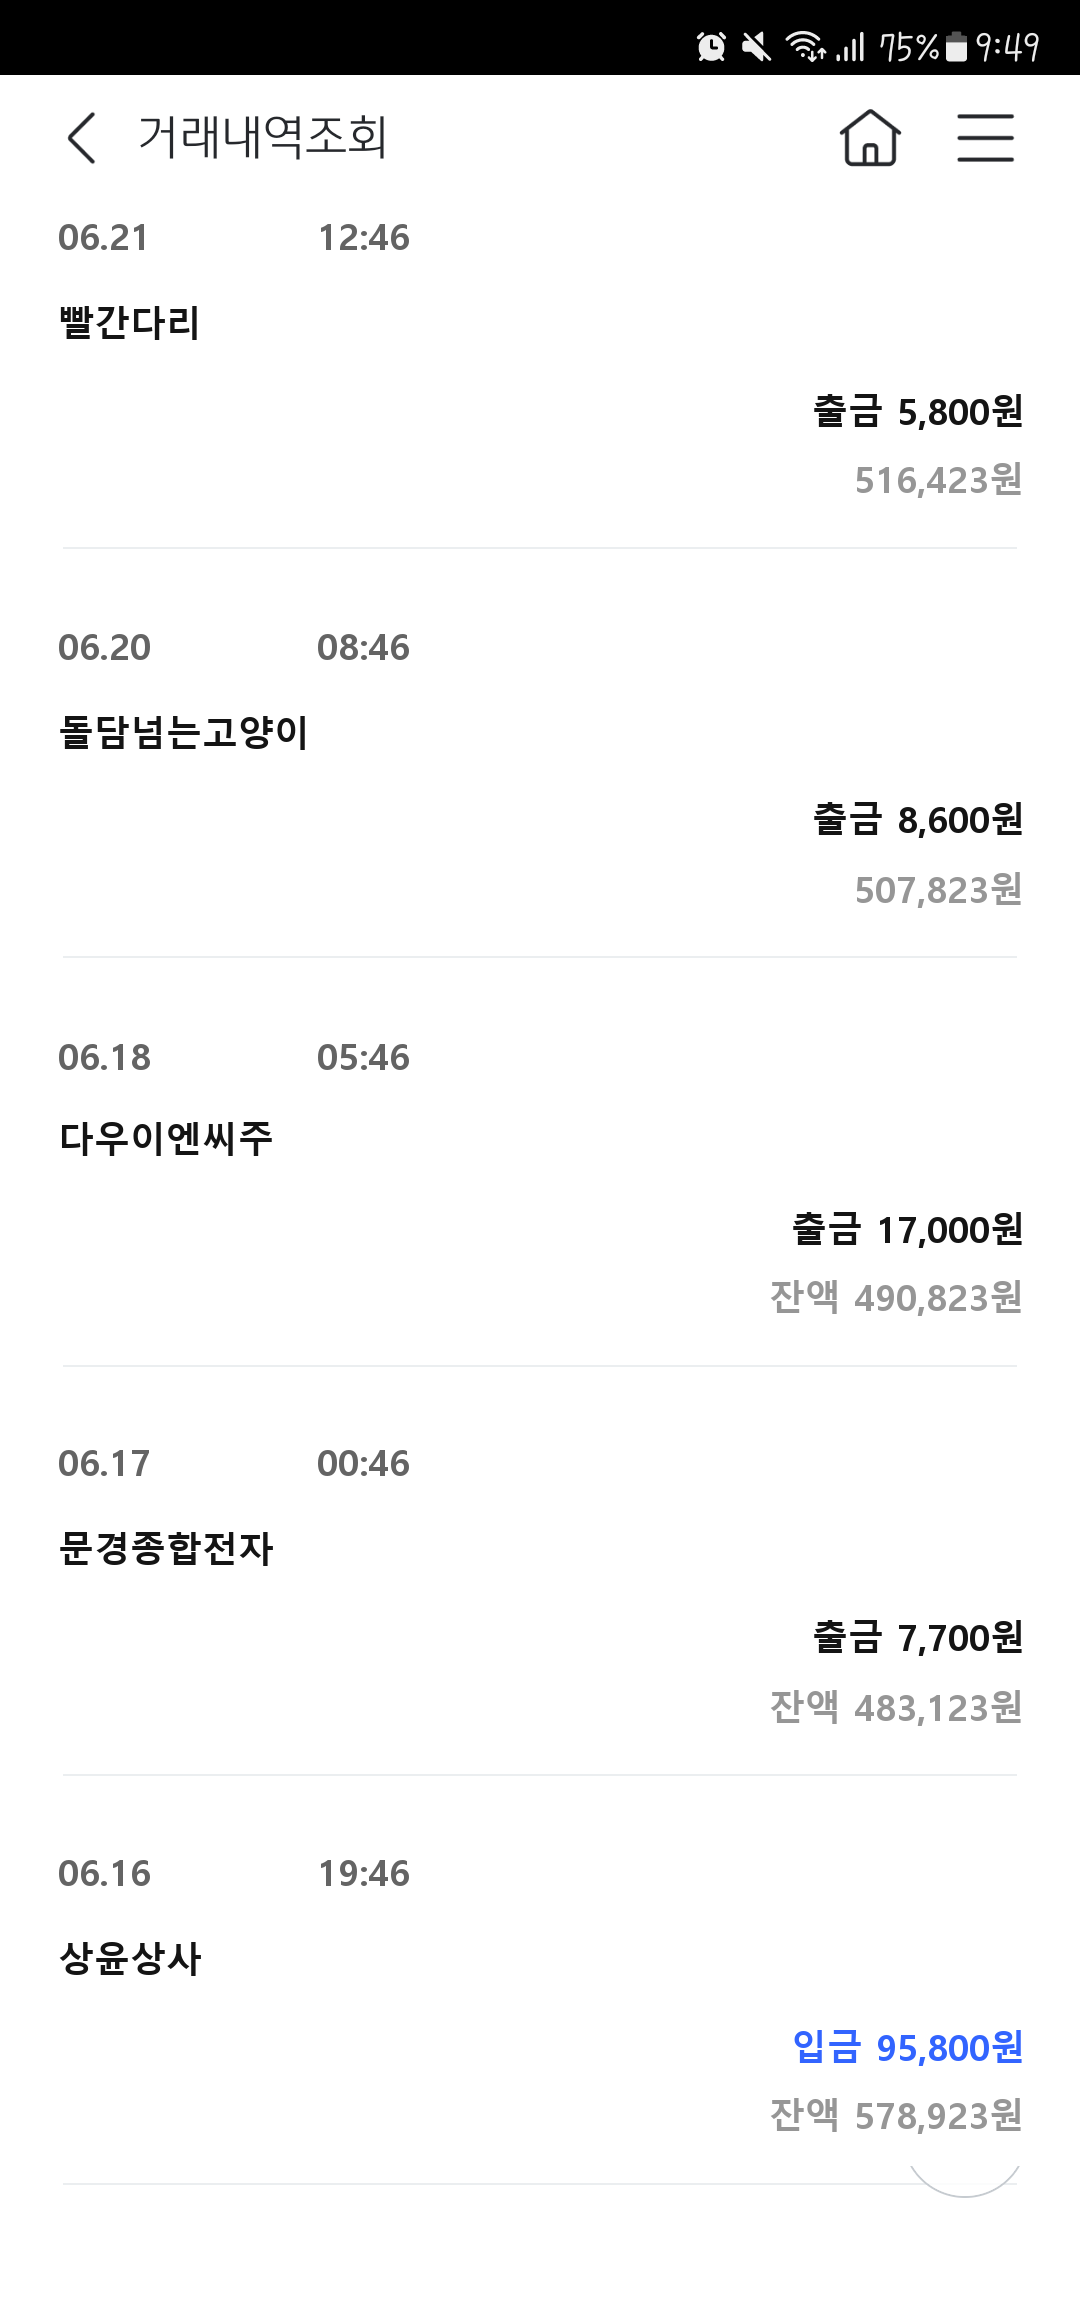 75% 9:49
거래내역조회
06.21 12:46
빨간다리
출금 5,800원
516,423원
06.20 08:46
돌담넘는고양이
출금 8,600원
507,823원
06.18 05:46
다우이엔씨주
출금 17,000원
잔액 490,823원
06.17 00:46
문경종합전자
출금 7,700원
잔액 483,123원
06.16 19:46
상윤상사
입금 95,800원
잔액 578,923원